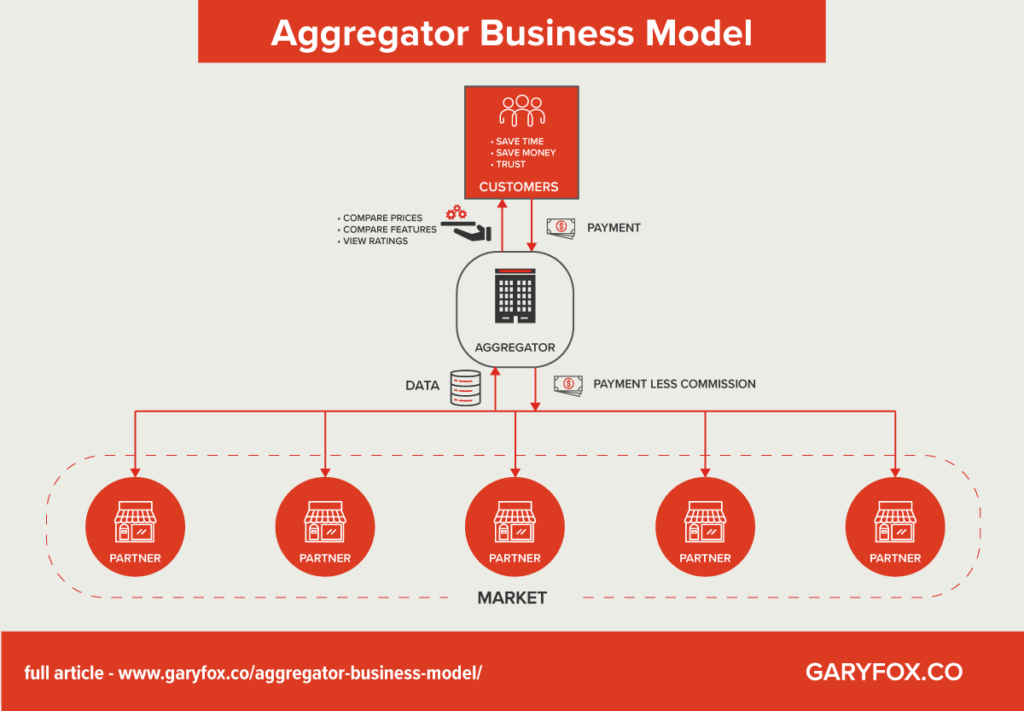 Aggregator Business Model
• SAVE TIME
• SAVE MONEY
• TRUST
CUSTOMERS
• COMPARE PRICES
• COMPARE FEATURES
• VIEW RATINGS
PAYMENT
AGGREGATOR
DATA
PAYMENT LESS COMMISSION
PARTNER
PARTNER
PARTNER
PARTNER
PARTNER
MARKET
full article - www.garyfox.co/aggregator-business-model/
GARYFOX.CO